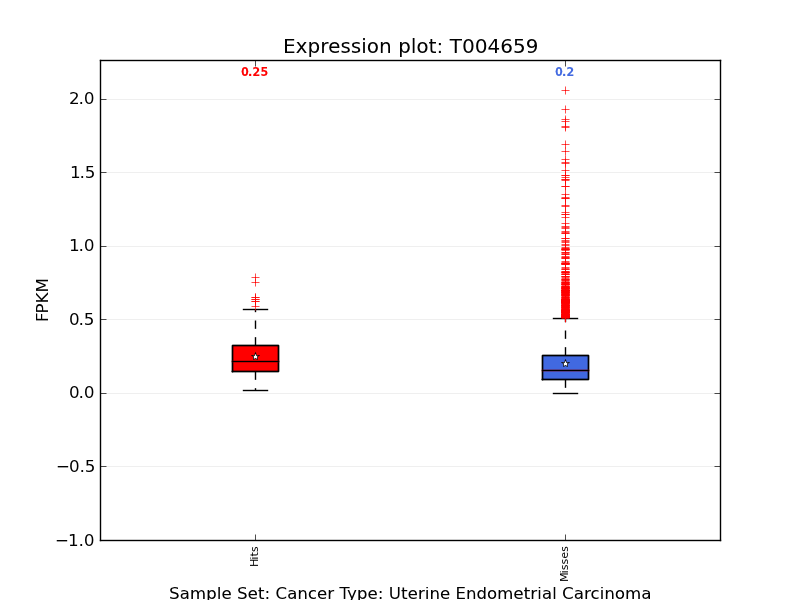 Expression plot: T004659
0.25
0.2
2.0
1.5
1.0
0.5
0.0
−0.5
−1.0
FPKM
Hits
Misses
Sample Set: Cancer Type: Uterine Endometrial Carcinoma